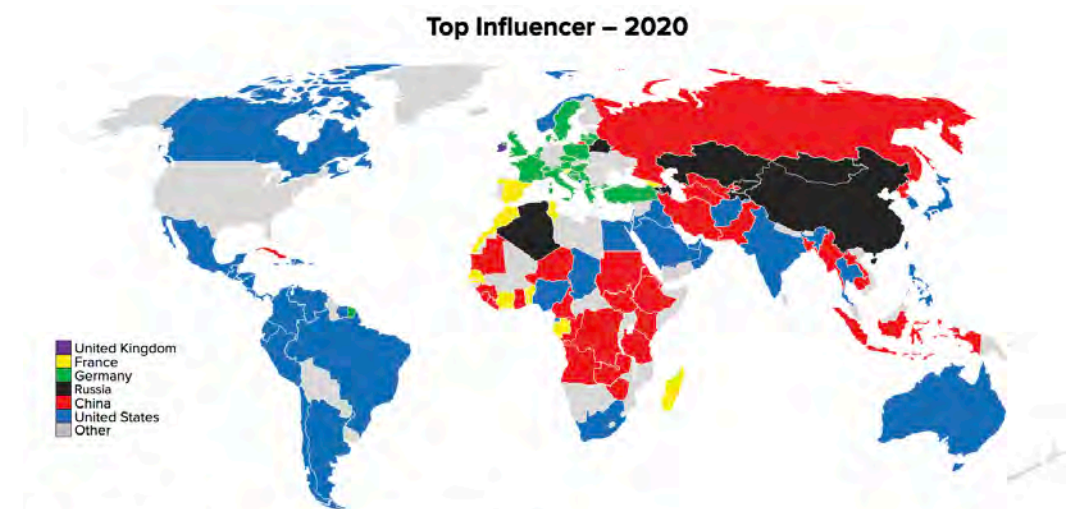 Top Influencer – 2020
United Kingdom
France
Germany
Russia
China
United States
Other